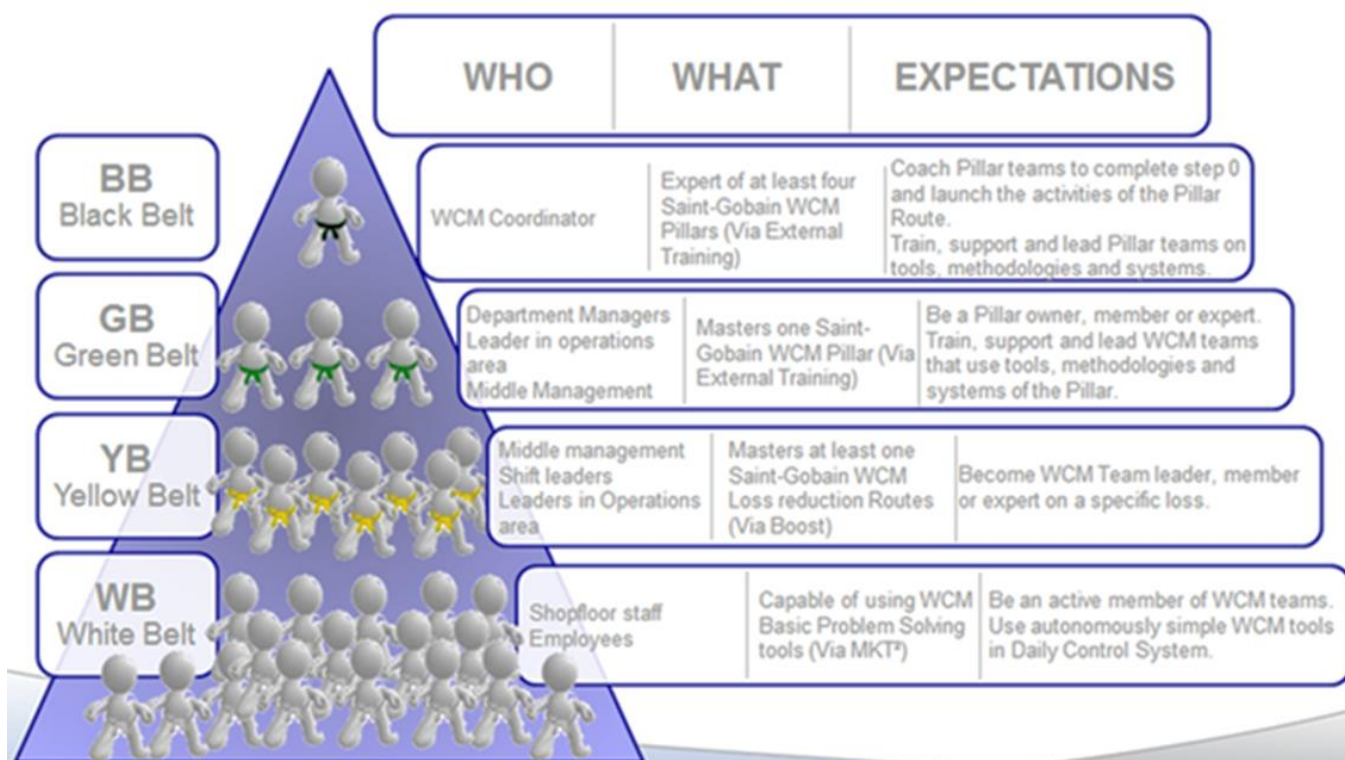 WHO WHAT EXPECTATIONS
BB
Black Belt
WCM Coordinator
Expert of at least four
Saint-Gobain WCM
Pillars (Via External
Training)
Coach Pillar teams to complete step 0
and launch the activities of the Pillar
Route.
Train, support and lead Pillar teams on
tools, methodologies and systems.
GB
Green Belt
Department Managers
Leader in operations
area
Middle Management
Masters one Saint-
Gobain WCM Pillar (Via
External Training)
Be a Pillar owner, member or expert.
Train, support and lead WCM teams
that use tools, methodologies and
systems of the Pillar.
YB
Yellow Belt
Middle management
Shift leaders
Leaders in Operations
area
Masters at least one
Saint-Gobain WCM
Loss reduction Routes
(Via Boost)
Become WCM Team leader, member
or expert on a specific loss.
WB
White Belt
Shopfloor staff
Employees
Capable of using WCM
Basic Problem Solving
tools (Via MKT³)
Be an active member of WCM teams.
Use autonomously simple WCM tools
in Daily Control System.